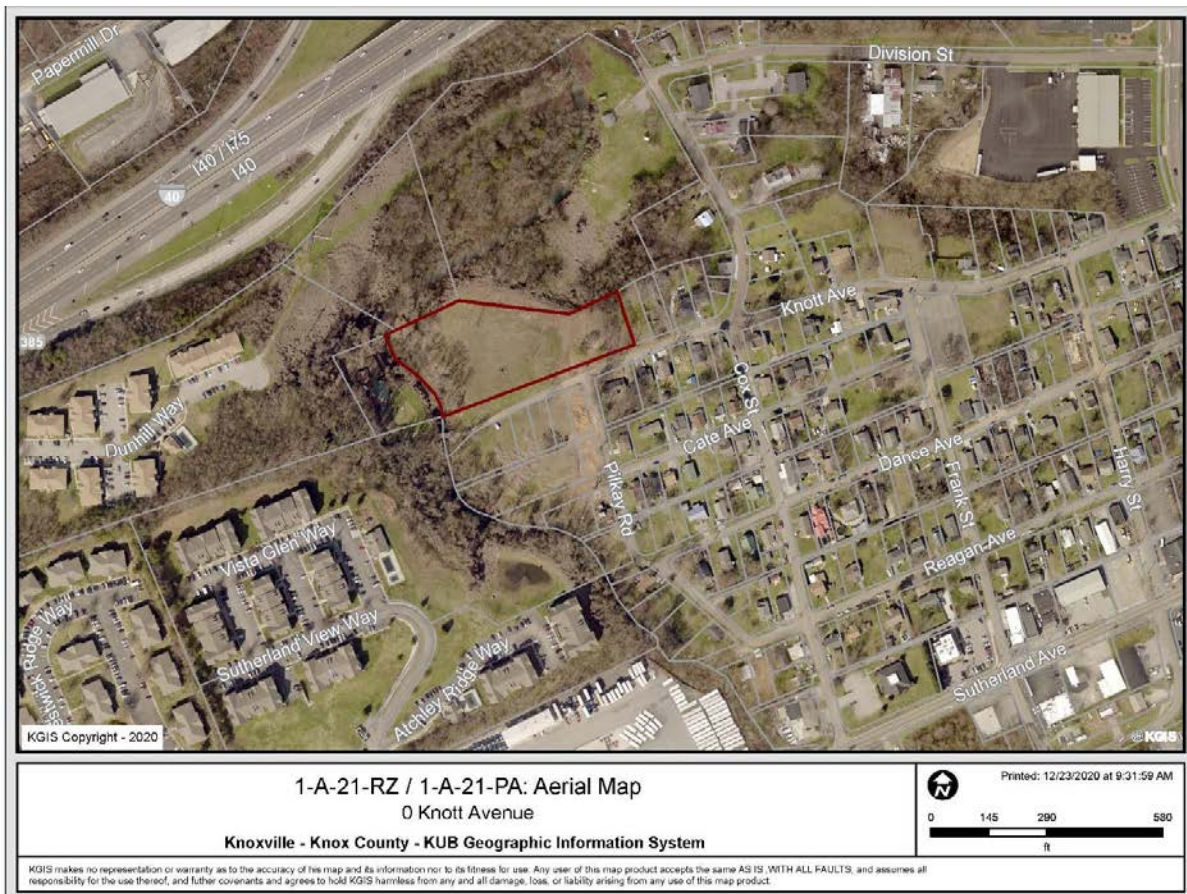 Papermill Dr
Division St
I40 / I75
I40
40
385
Knott Ave
Cox St
Cate Ave
Dance Ave
Dunhill Way
Pilkay Rd
Frank St
Harry St
Vista Glen Way
Reagan Ave
Sutherland View Way
Atchley Ridge Way
Sutherland Ave
Ridge Way
KGIS Copyright - 2020
@KGIS
1-A-21-RZ / 1-A-21-PA: Aerial Map
0 Knott Avenue
Knoxville - Knox County - KUB Geographic Information System
N
Printed: 12/23/2020 at 9:31:59 AM
0 145 290 580
ft
KGIS makes no representation or warranty as to the accuracy of his map and its information nor to its fitness for use. Any user of this map product accepts the same AS IS ,WITH ALL FAULTS, and assumes all
responsibility for the use thereof, and futher covenants and agrees to hold KGIS harmless from any and all damage, loss, or liability arising from any use of this map product.